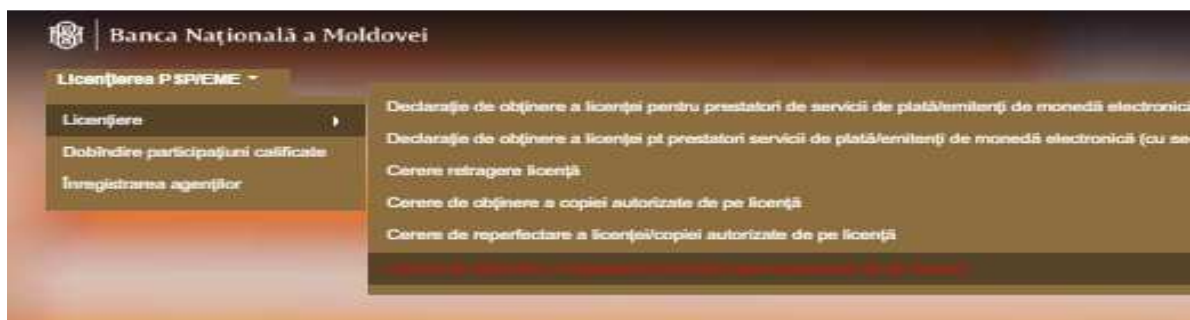 Banca Națională a Moldovei
Licențierea PSP/EME
Licențiere
Dobîndire participațiuni calificate
Înregistrarea agenților
Declarație de obținere a licenței pentru prestatori de servicii de plată/emitenți de monedă electronică
Declarație de obținere a licenței pt prestatori servicii de plată/emitenți de monedă electronică (cu se
Cerere retragere licență
Cerere de obținere a copiei autorizate de pe licență
Cerere de reperfectare a licenței/copiei autorizate de pe licență